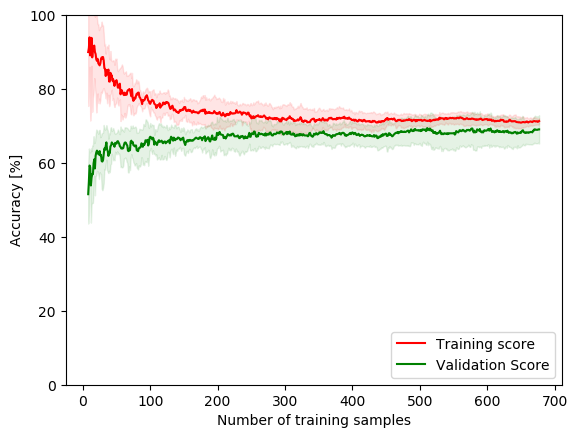 100
80
60
40
20
0
Accuracy [%]
0 100 200 300 400 500 600 700
Number of training samples
Training score
Validation Score